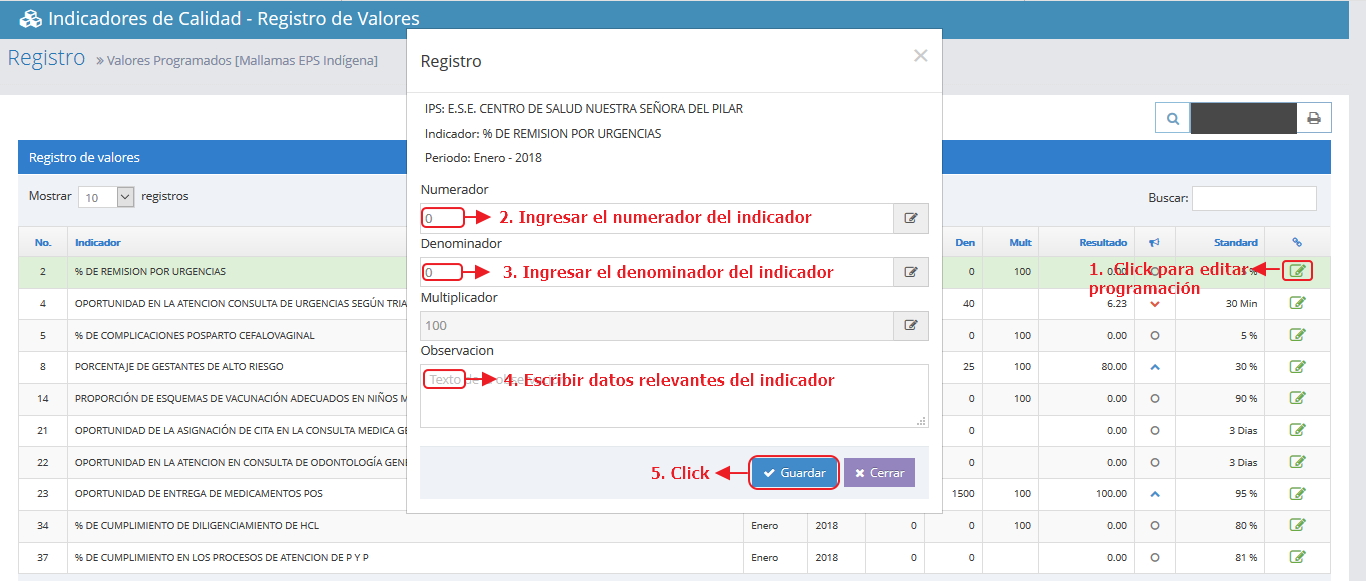 Indicadores de Calidad - Registro de Valores
Registro » Valores Programados [Mallamas EPS Indígena]
Registro ×
IPS: E.S.E. CENTRO DE SALUD NUESTRA SEÑORA DEL PILAR
Indicador: % DE REMISION POR URGENCIAS
Periodo: Enero - 2018
Numerador
0 2. Ingresar el numerador del indicador
Denominador
0 3. Ingresar el denominador del indicador
Multiplicador
100
Observacion
Texto 4. Escribir datos relevantes del indicador
5. Click Guardar Cerrar
Registro de valores
Mostrar 10 registros Buscar:
No. Indicador Den Mult Resultado Standard
2 % DE REMISION POR URGENCIAS 0 100 0.00 5 %
1. Click para editar
programación
4 OPORTUNIDAD EN LA ATENCION CONSULTA DE URGENCIAS SEGÚN TRIA 40 6.23 30 Min
5 % DE COMPLICACIONES POSPARTO CEFALOVAGINAL 0 100 0.00 5 %
8 PORCENTAJE DE GESTANTES DE ALTO RIESGO 25 100 80.00 30 %
14 PROPORCIÓN DE ESQUEMAS DE VACUNACIÓN ADECUADOS EN NIÑOS M 0 100 0.00 90 %
21 OPORTUNIDAD DE LA ASIGNACIÓN DE CITA EN LA CONSULTA MEDICA GE 0 0.00 3 Dias
22 OPORTUNIDAD EN LA ATENCION EN CONSULTA DE ODONTOLOGÍA GENE 0 0.00 3 Dias
23 OPORTUNIDAD DE ENTREGA DE MEDICAMENTOS POS 1500 100 100.00 95 %
34 % DE CUMPLIMIENTO DE DILIGENCIAMIENTO DE HCL Enero 2018 0 0 100 0.00 80 %
37 % DE CUMPLIMIENTO EN LOS PROCESOS DE ATENCION DE P Y P Enero 2018 0 0 0.00 81 %